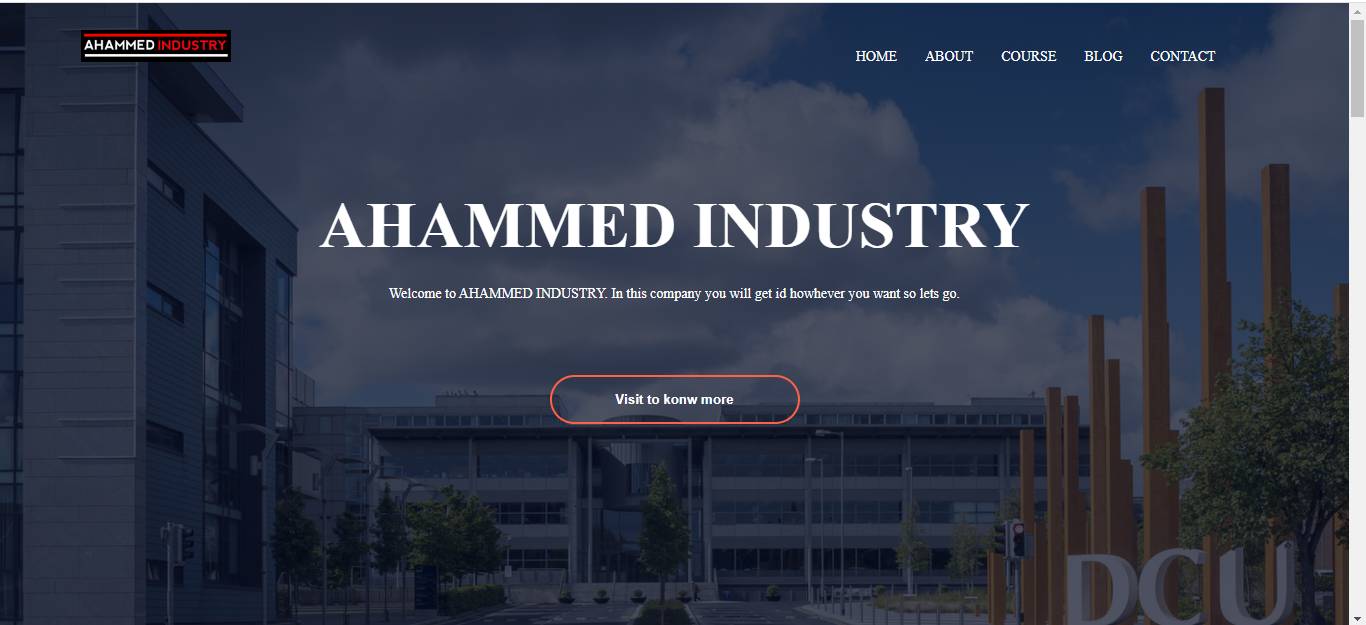 AHAMMED INDUSTRY
HOME ABOUT COURSE BLOG CONTACT
AHAMMED INDUSTRY
Welcome to AHAMMED INDUSTRY. In this company you will get id howhever you want so lets go.
Visit to konw more
DCU